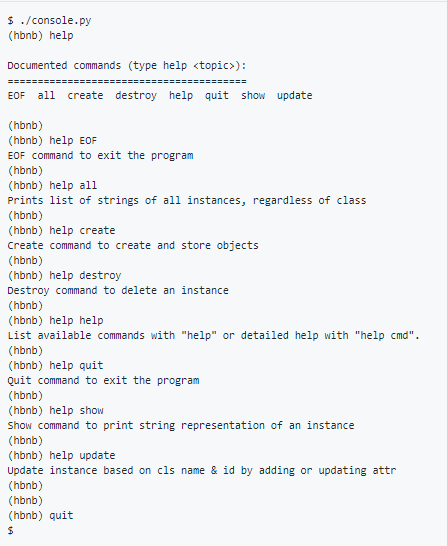 $ ./console.py
(hbnb) help
Documented commands (type help <topic>):
========================================
EOF  all  create  destroy  help  quit  show  update
(hbnb)
(hbnb) help EOF
EOF command to exit the program
(hbnb)
(hbnb) help all
Prints list of strings of all instances, regardless of class
(hbnb)
(hbnb) help create
Create command to create and store objects
(hbnb)
(hbnb) help destroy
Destroy command to delete an instance
(hbnb)
(hbnb) help help
List available commands with "help" or detailed help with "help cmd".
(hbnb)
(hbnb) help quit
Quit command to exit the program
(hbnb)
(hbnb) help show
Show command to print string representation of an instance
(hbnb)
(hbnb) help update
Update instance based on cls name & id by adding or updating attr
(hbnb)
(hbnb)
(hbnb) quit
$